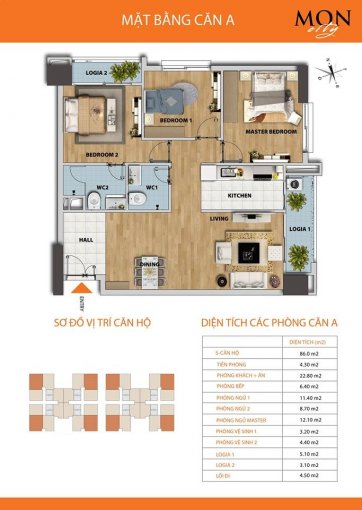 MẶT BẰNG CĂN A
MON
city
LOGIA 2
BEDROOM 1
MASTER BEDROOM
BEDROOM 2
WC2
WC1
KITCHEN
LIVING
LOGIA 1
HALL
DINING
ENTRY
SƠ ĐỒ VỊ TRÍ CĂN HỘ
DIỆN TÍCH CÁC PHÒNG CĂN A
DIỆN TÍCH (m2)
S-CĂN HỘ 86.0 m2
TIỀN PHÒNG 4.30 m2
PHÒNG KHÁCH + ĂN 22.80 m2
PHÒNG BẾP 6.40 m2
PHÒNG NGỦ 1 11.40 m2
PHÒNG NGỦ 2 8.70 m2
PHÒNG NGỦ MASTER 12.10 m2
PHÒNG VỆ SINH 1 3.20 m2
PHÒNG VỆ SINH 2 4.40 m2
LOGIA 1 5.10 m2
LOGIA 2 3.10 m2
LỐI ĐI 4.50 m2